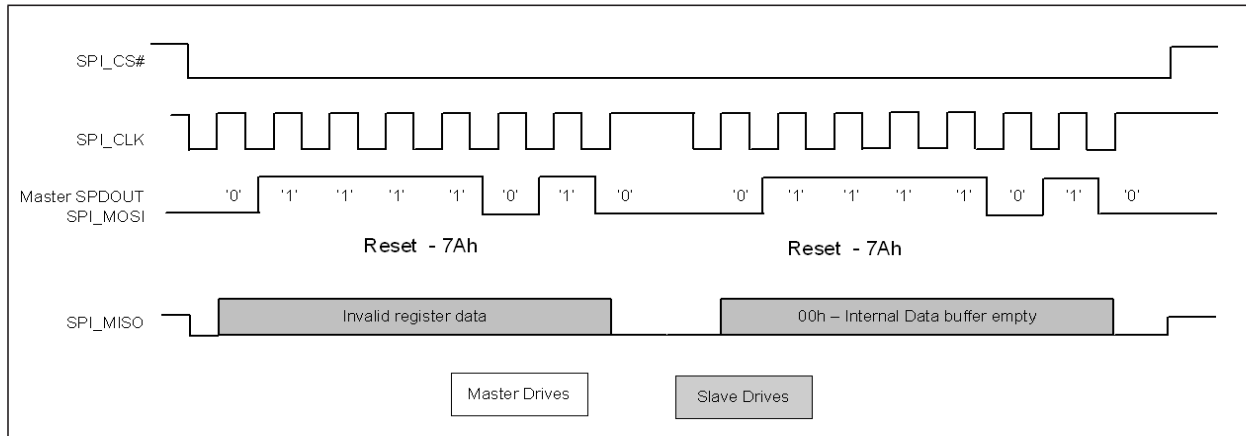 SPI_CS#
SPI_CLK
Master SPDOUT
SPI_MOSI
'0' '1' '1' '1' '1' '0' '1' '0' '0' '1' '1' '1' '1' '0' '1' '0'
Reset - 7Ah Reset - 7Ah
SPI_MISO
Invalid register data 00h – Internal Data buffer empty
Master Drives Slave Drives